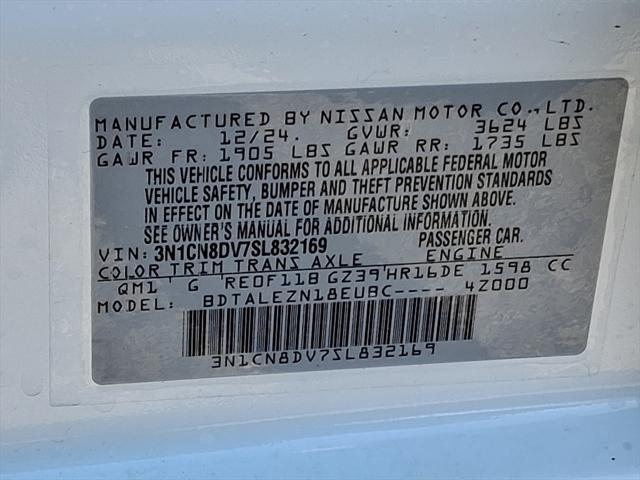 MANUFACTURED BY NISSAN MOTOR CO.,LTD.
DATE: 12/24. GVWR: 3624 LBS
GAWR FR: 1905 LBS GAWR RR: 1735 LBS
THIS VEHICLE CONFORMS TO ALL APPLICABLE FEDERAL MOTOR
VEHICLE SAFETY, BUMPER AND THEFT PREVENTION STANDARDS
IN EFFECT ON THE DATE OF MANUFACTURE SHOWN ABOVE.
SEE OWNER'S MANUAL FOR ADDITIONAL INFORMATION.
VIN: 3N1CN8DV7SL832169 PASSENGER CAR.
COLOR TRIM TRANS AXLE ENGINE
QM1 G RE0F11B GZ39 HR16DE 1598 CC
BDTALEZN18EUBC---- 4Z000
3N1CN8DV7SL832169